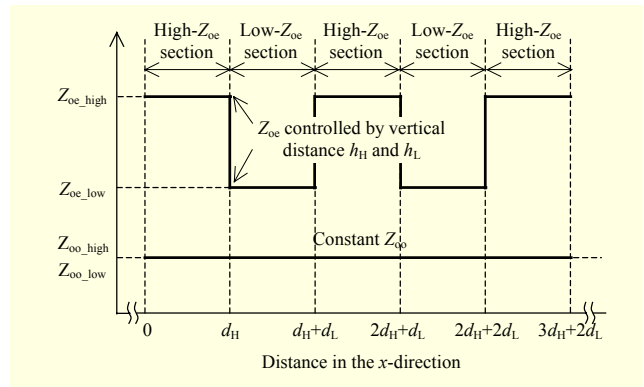 High-Zoe section
Low-Zoe section
High-Zoe section
Low-Zoe section
High-Zoe section
Zoe_high
Zoe controlled by vertical
distance hH and hL
Zoe_low
Zoo_high
Constant Zoo
Zoo_low
0
dH
dH+dL
2dH+dL
2dH+2dL
3dH+2dL
Distance in the x-direction